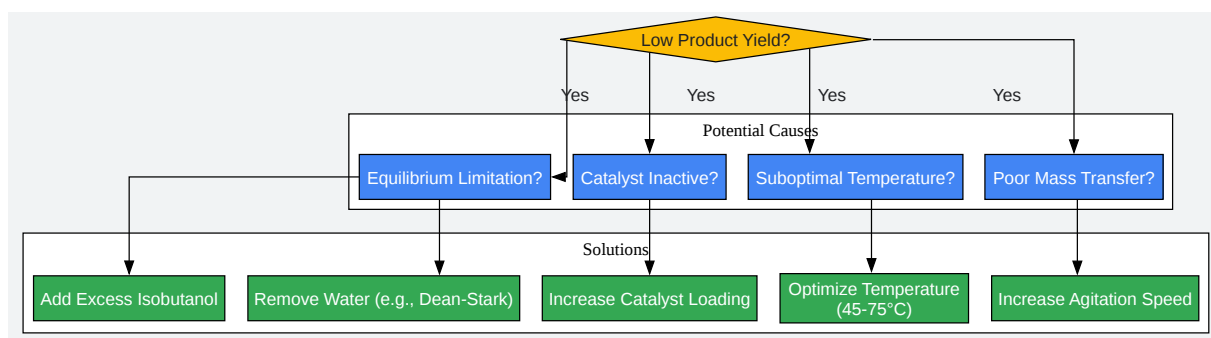 Low Product Yield?
Yes
Yes
Yes
Yes
Potential Causes
Equilibrium Limitation?
Catalyst Inactive?
Suboptimal Temperature?
Poor Mass Transfer?
Solutions
Add Excess Isobutanol
Remove Water (e.g., Dean-Stark)
Increase Catalyst Loading
Optimize Temperature
(45-75°C)
Increase Agitation Speed